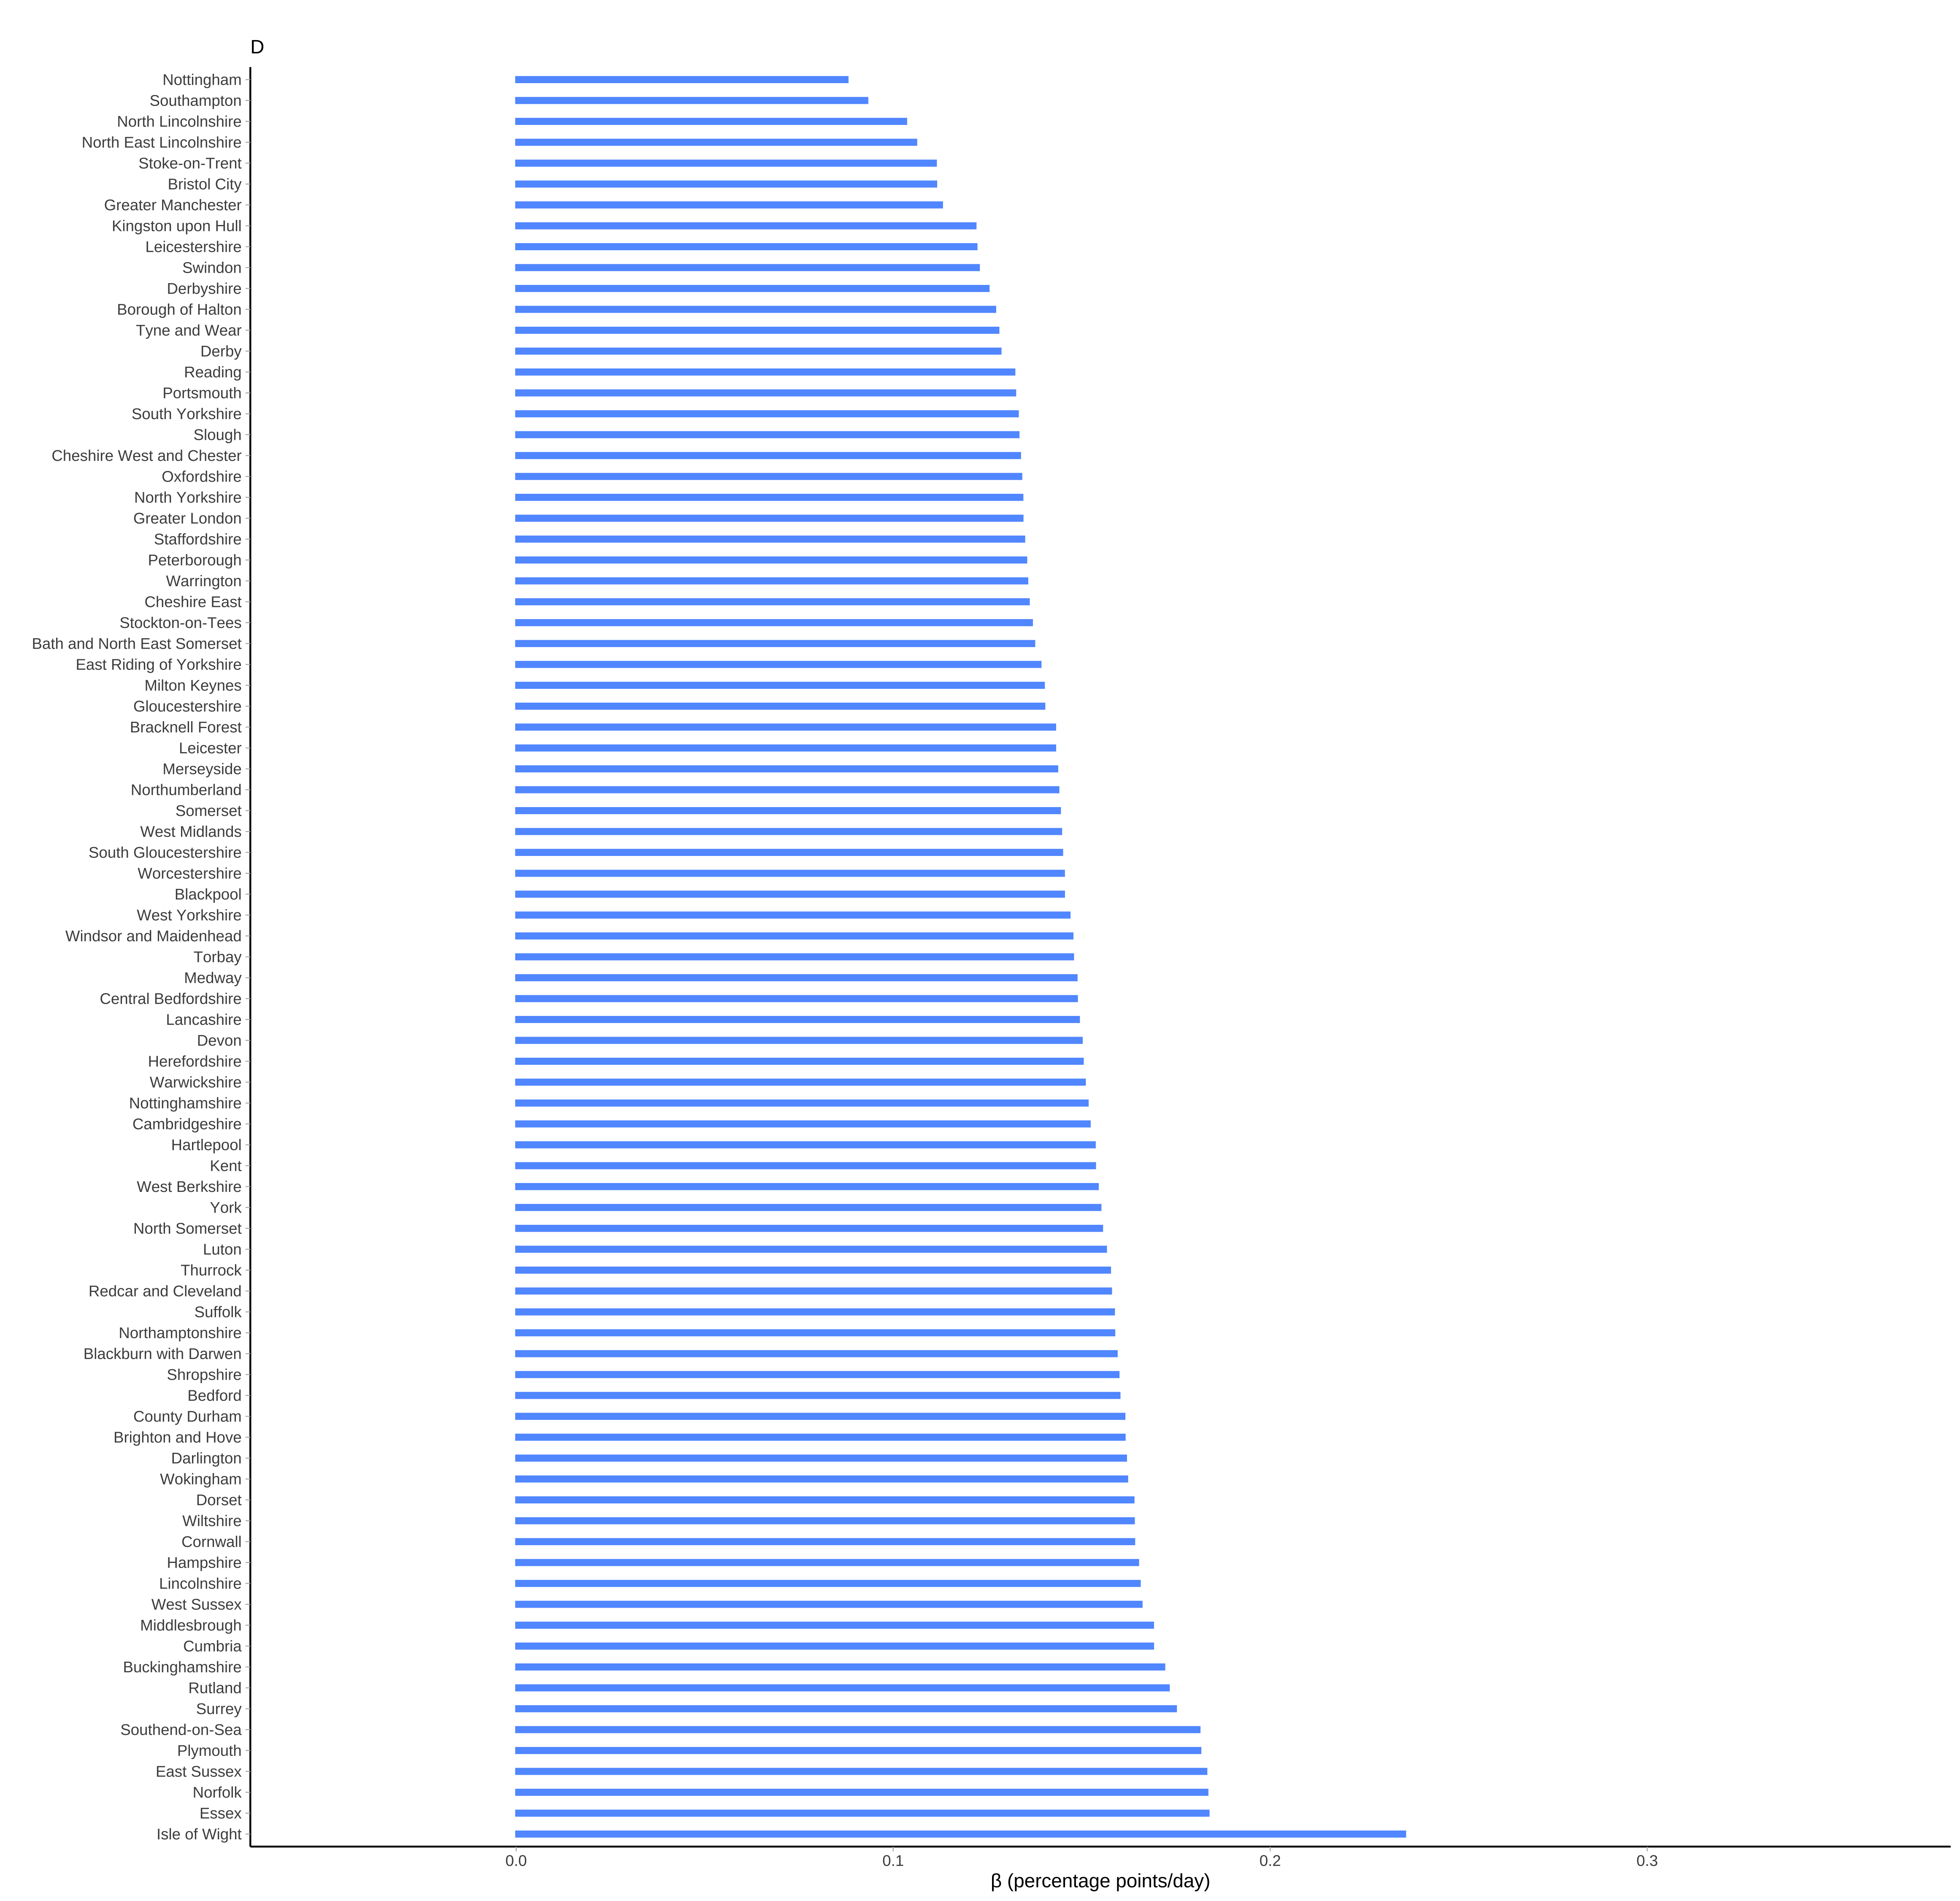 D
Nottingham
Southampton
North Lincolnshire
North East Lincolnshire
Stoke-on-Trent
Bristol City
Greater Manchester
Kingston upon Hull
Leicestershire
Swindon
Derbyshire
Borough of Halton
Tyne and Wear
Derby
Reading
Portsmouth
South Yorkshire
Slough
Cheshire West and Chester
Oxfordshire
North Yorkshire
Greater London
Staffordshire
Peterborough
Warrington
Cheshire East
Stockton-on-Tees
Bath and North East Somerset
East Riding of Yorkshire
Milton Keynes
Gloucestershire
Bracknell Forest
Leicester
Merseyside
Northumberland
Somerset
West Midlands
South Gloucestershire
Worcestershire
Blackpool
West Yorkshire
Windsor and Maidenhead
Torbay
Medway
Central Bedfordshire
Lancashire
Devon
Herefordshire
Warwickshire
Nottinghamshire
Cambridgeshire
Hartlepool
Kent
West Berkshire
York
North Somerset
Luton
Thurrock
Redcar and Cleveland
Suffolk
Northamptonshire
Blackburn with Darwen
Shropshire
Bedford
County Durham
Brighton and Hove
Darlington
Wokingham
Dorset
Wiltshire
Cornwall
Hampshire
Lincolnshire
West Sussex
Middlesbrough
Cumbria
Buckinghamshire
Rutland
Surrey
Southend-on-Sea
Plymouth
East Sussex
Norfolk
Essex
Isle of Wight
0.0 0.1 0.2 0.3
β (percentage points/day)